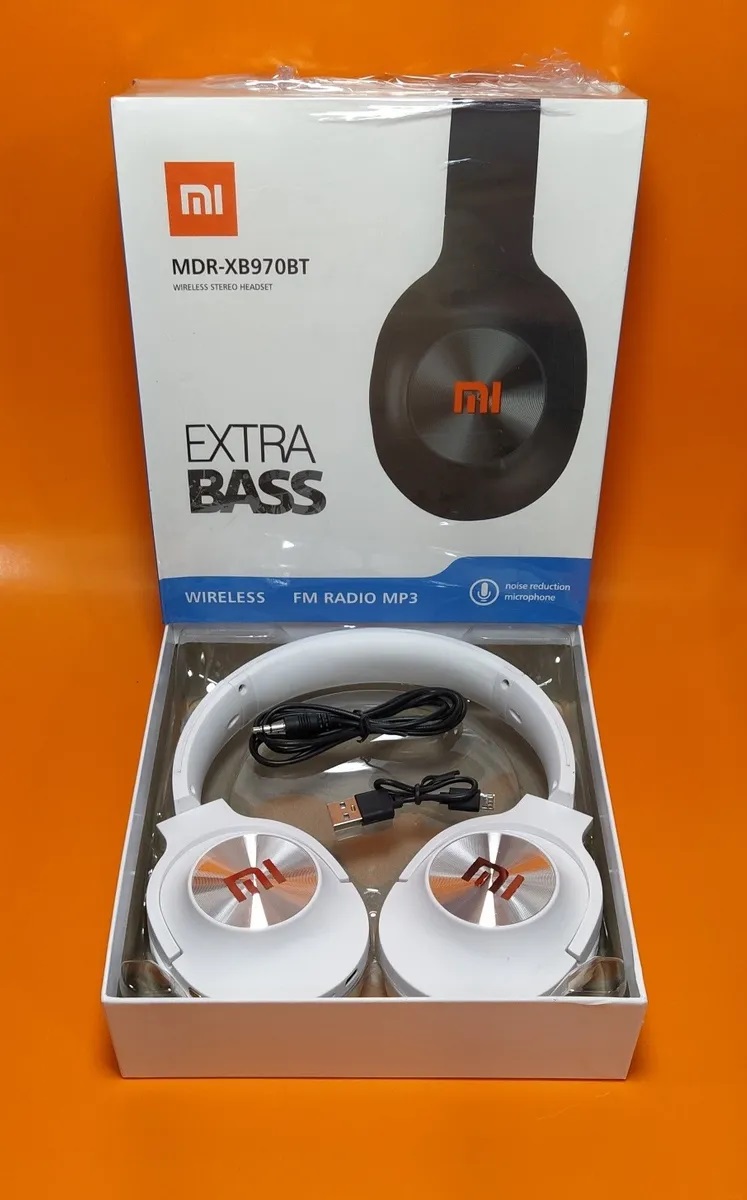 mi
MDR-XB970BT
WIRELESS STEREO HEADSET
mi
EXTRA
BASS
WIRELESS FM RADIO MP3
noise reduction
microphone
mi
mi